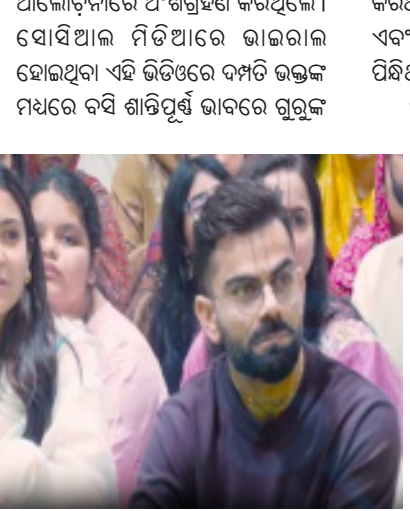 ଆଲୋଚନାରେ ଅଂଶଗ୍ରହଣ କରିଥିଲେ।
ସୋସିଆଲ ମିଡିଆରେ ଭାଇରାଲ
ହୋଇଥିବା ଏହି ଭିଡିଓରେ ଦମ୍ପତି ଭକ୍ତଙ୍କ
ମଧ୍ୟରେ ବସି ଶାନ୍ତିପୂର୍ଣ୍ଣ ଭାବରେ ଗୁରୁଙ୍କ
ଏବଂ